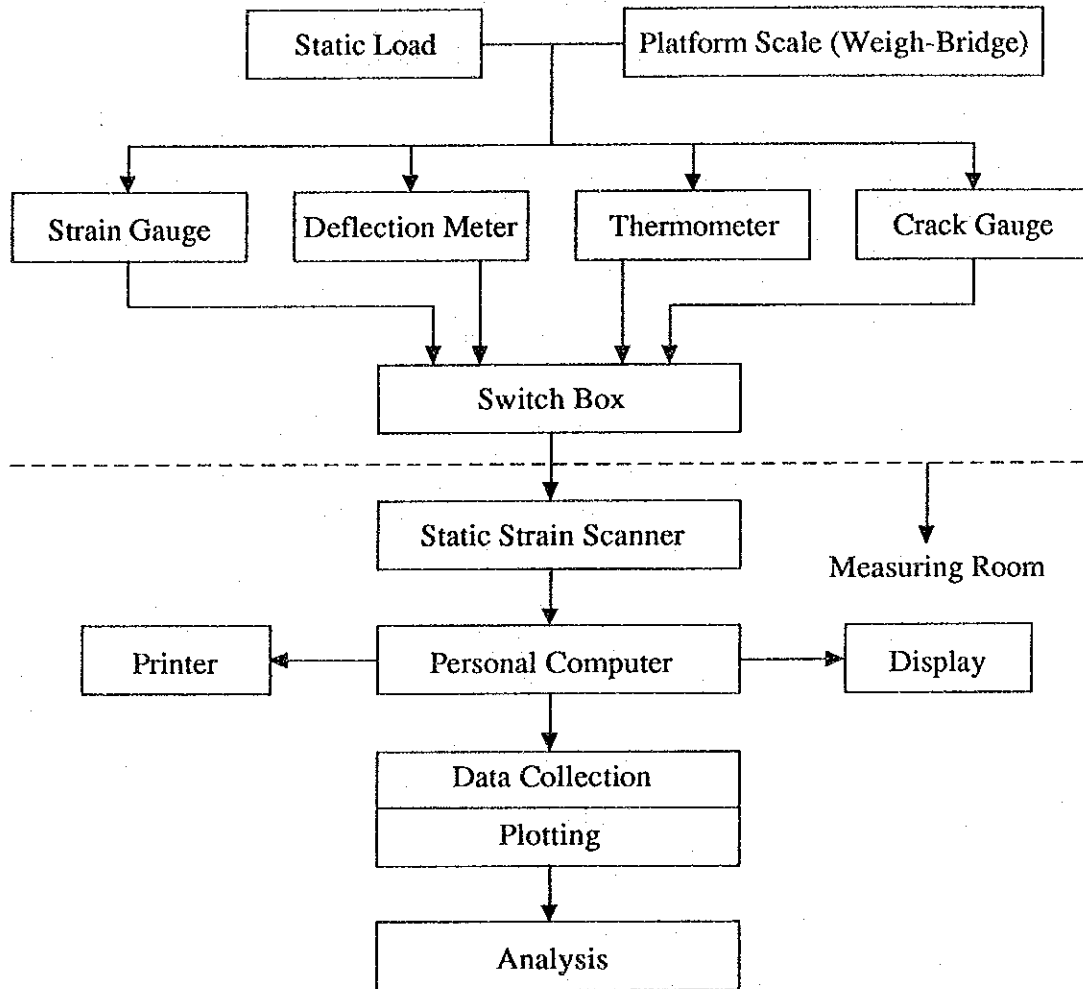 Static Load
Platform Scale (Weigh-Bridge)
Strain Gauge
Deflection Meter
Thermometer
Crack Gauge
Switch Box
Static Strain Scanner
Measuring Room
Printer
Personal Computer
Display
Data Collection
Plotting
Analysis